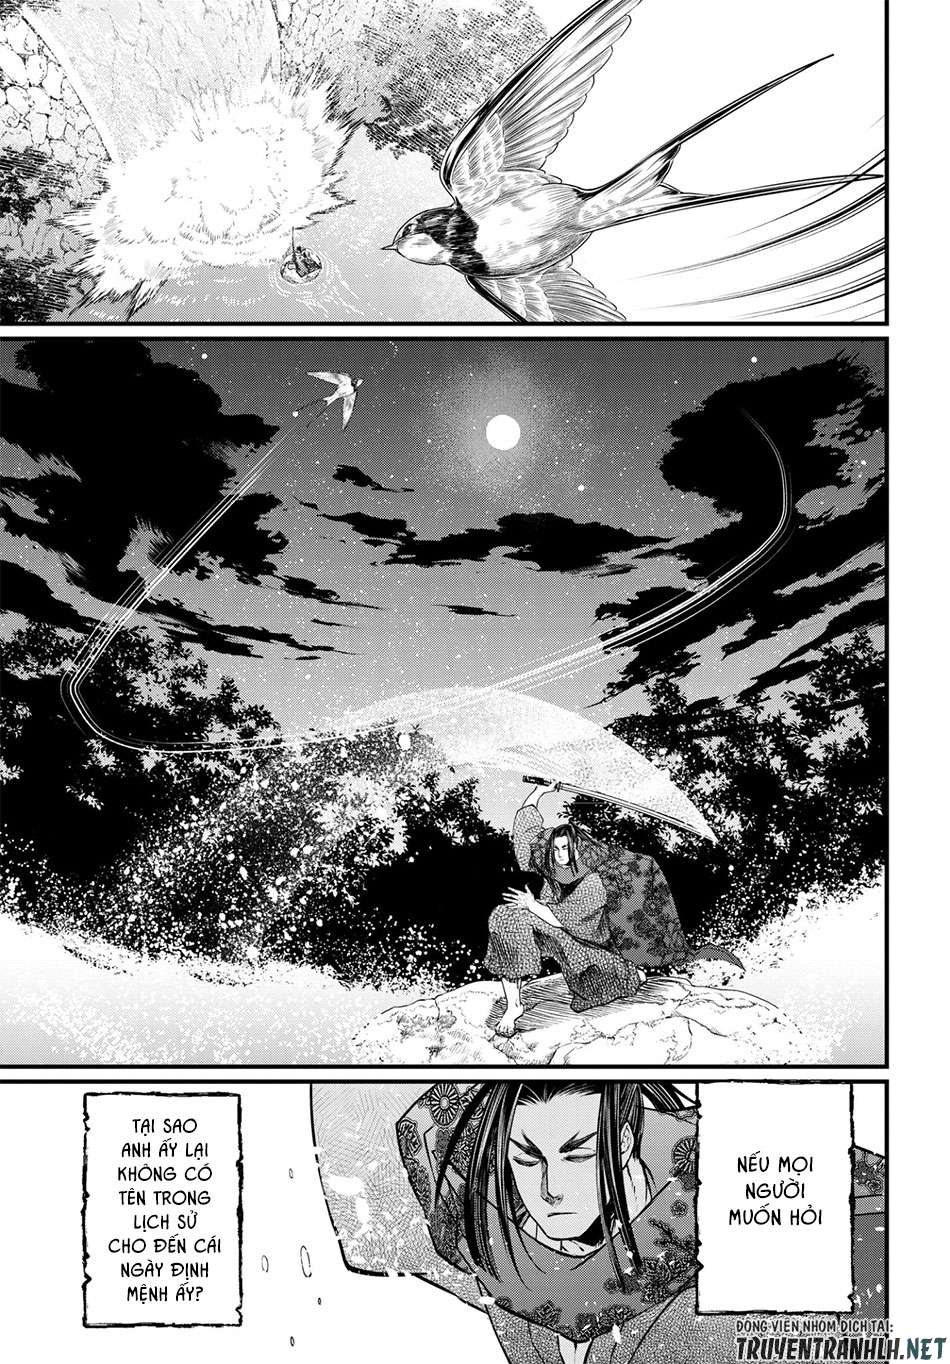 NẾU MỌI
NGƯỜI
MUỐN HỎI
TẠI SAO
ANH ẤY LẠI
KHÔNG CÓ
TÊN TRONG
LỊCH SỬ
CHO ĐẾN CÁI
NGÀY ĐỊNH
MỆNH ẤY?
ĐỘNG VIÊN NHÓM DỊCH TẠI:
TRUYENTRANHLH.NET